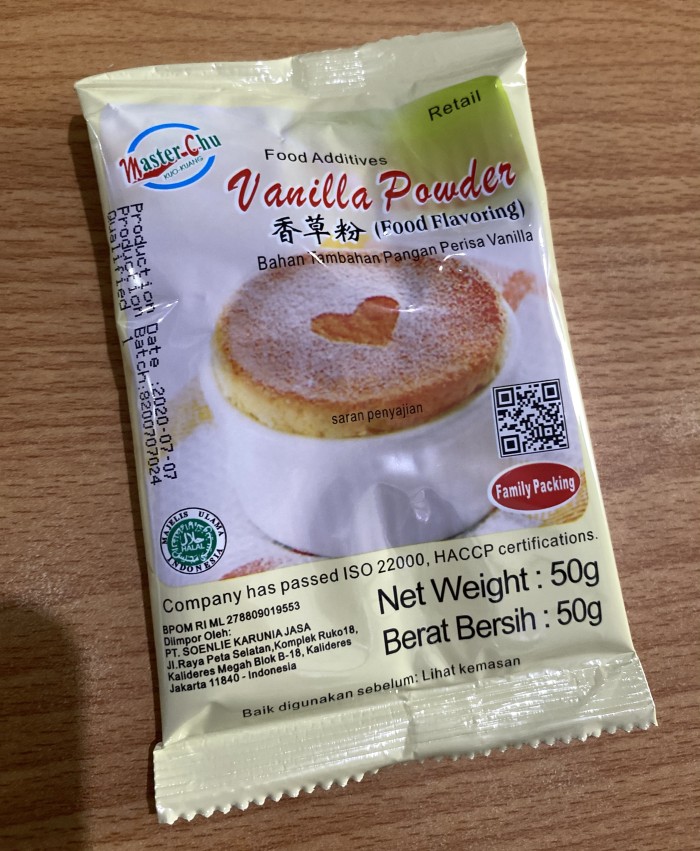 Retail
Master-Chu
KUO-KUANG
Food Additives
Vanilla Powder
香草粉 (Food Flavoring)
Bahan Tambahan Pangan Perisa Vanilla
Production Date :2020-07-07
Production Batch:8200707024
Qualified 1
saran penyajian
Family Packing
MAJELIS ULAMA
حلال
HALAL
INDONESIA
Company has passed ISO 22000, HACCP certifications.
BPOM RI ML 278809019553
Diimpor Oleh:
PT. SOENLIE KARUNIA JASA
Jl.Raya Peta Selatan,Komplek Ruko18,
Kalideres Megah Blok B-18, Kalideres
Jakarta 11840 - Indonesia
Net Weight : 50g
Berat Bersih : 50g
Baik digunakan sebelum: Lihat kemasan